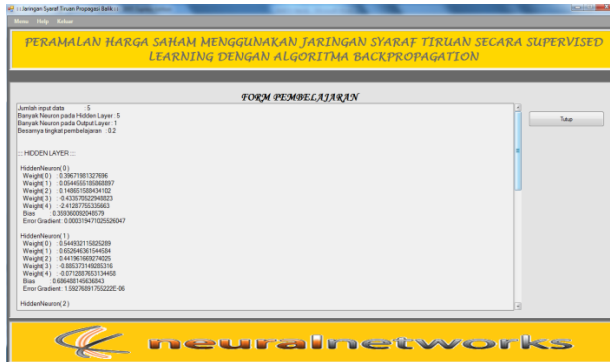 ::: Jaringan Syaraf Tiruan Propagasi Balik:::
Menu Help Keluar
PERAMALAN HARGA SAHAM MENGGUNAKAN JARINGAN SYARAF TIRUAN SECARA SUPERVISED
LEARNING DENGAN ALGORITMA BACKPROPAGATION
FORM PEMBELAJARAN
Jumlah input data : 5
Banyak Neuron pada Hidden Layer : 5
Banyak Neuron pada Output Layer : 1
Besarnya tingkat pembelajaran : 0.2
Tutup
::: HIDDEN LAYER :::
HiddenNeuron( 0 )
Weight( 0 ) : 0.39671981327696
Weight( 1 ) : 0.0544555185868897
Weight( 2 ) : 0.148651588434102
Weight( 3 ) : -0.433570522948823
Weight( 4 ) : -2.41287765335663
Bias : 0.359360092048579
Error Gradient : 0.000319471025526047
HiddenNeuron( 1 )
Weight( 0 ) : 0.544932115825289
Weight( 1 ) : 0.652646361544584
Weight( 2 ) : 0.441961669274025
Weight( 3 ) : -0.885373149285316
Weight( 4 ) : -0.0712887653134458
Bias : 0.686488145636843
Error Gradient : 1.59276891755222E-06
HiddenNeuron( 2 )
neuralnetworks